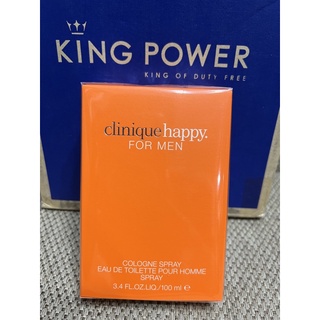 KING POWER
KING OF DUTY FREE
clinique happy.
FOR MEN
COLOGNE SPRAY
EAU DE TOILETTE POUR HOMME
SPRAY
3.4 FL.OZ.LIQ./100 ml ℮